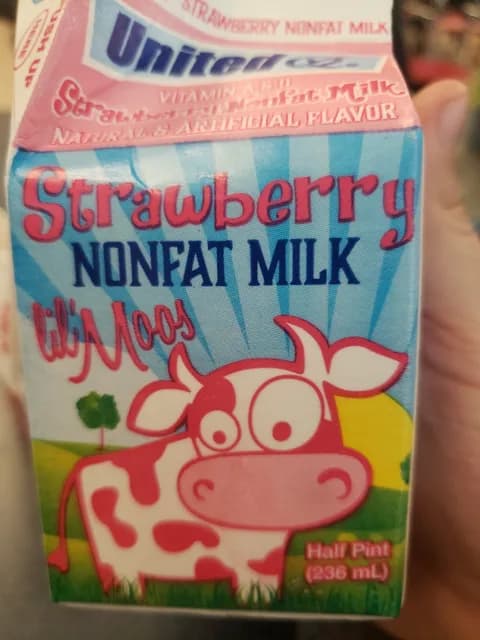 STRAWBERRY NONFAT MILK
United
VITAMIN A & D
Strawberry Nonfat Milk
NATURAL & ARTIFICIAL FLAVOR
Strawberry
NONFAT MILK
lil' Moos
Half Pint
(236 mL)